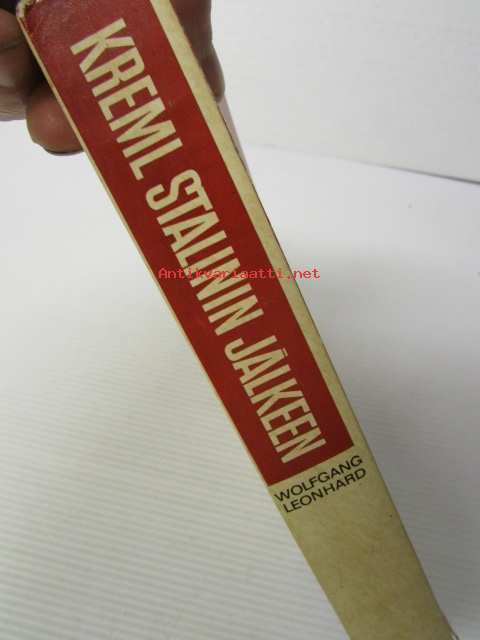 KREML STALININ JÄLKEEN
WOLFGANG
LEONHARD
Antikvariaatti.net